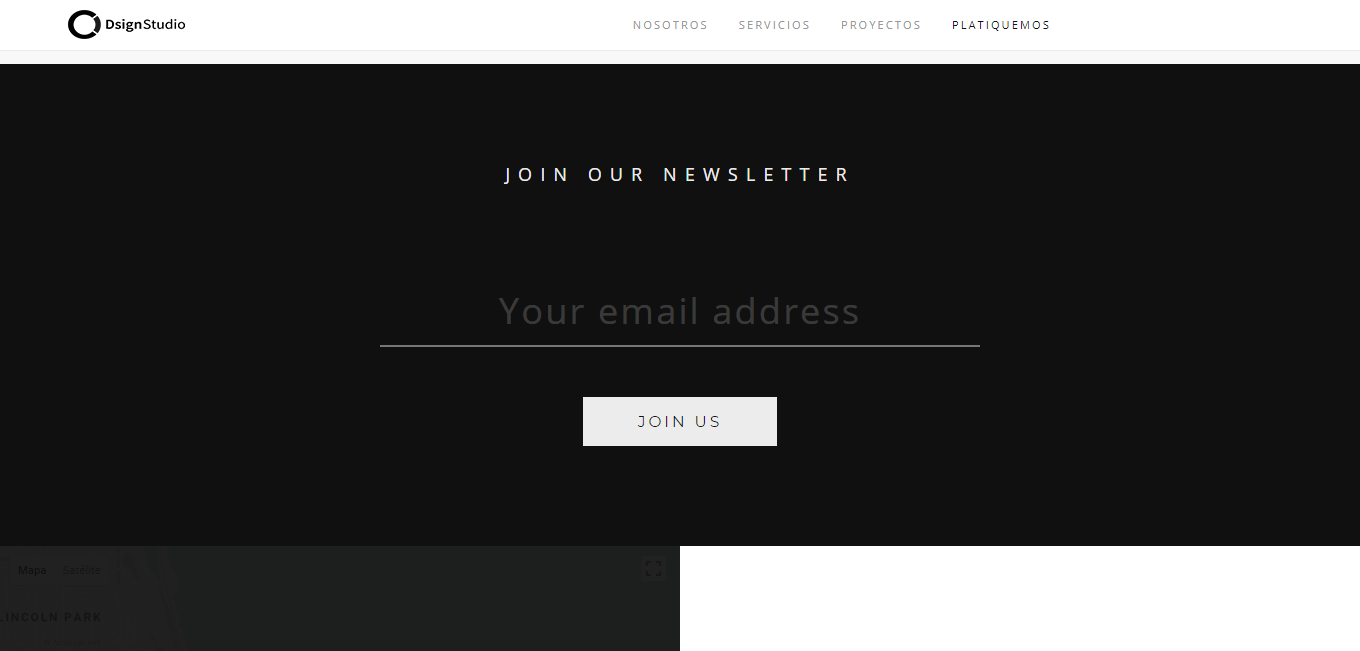 DsignStudio
NOSOTROS SERVICIOS PROYECTOS PLATIQUEMOS
JOIN OUR NEWSLETTER
Your email address
JOIN US
Mapa Satélite
LINCOLN PARK